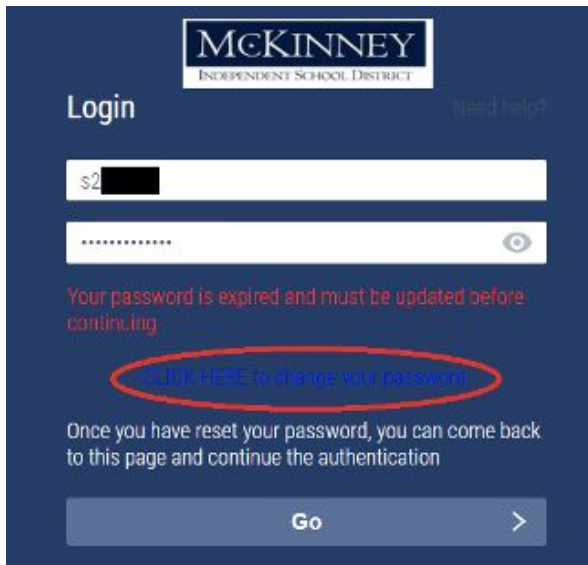 McKINNEY
INDEPENDENT SCHOOL DISTRICT
Login
Need help?
s2
•••••••••••••
Your password is expired and must be updated before
continuing
CLICK HERE to change your password.
Once you have reset your password, you can come back
to this page and continue the authentication
Go